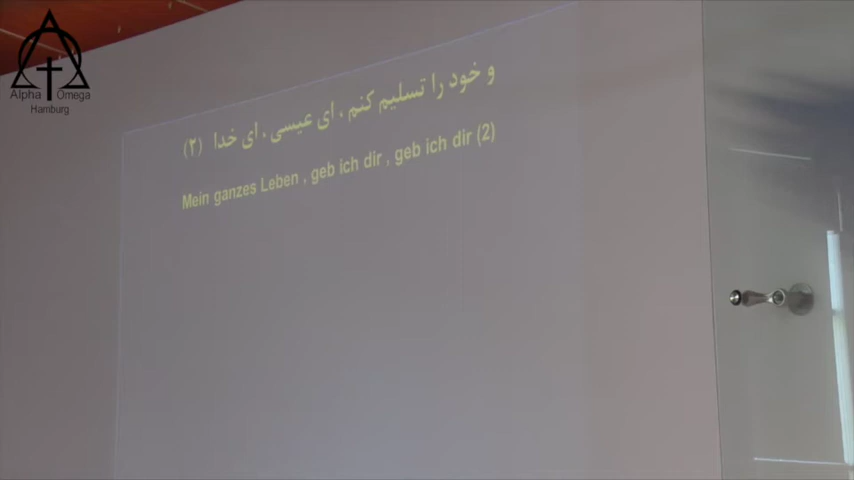 Alpha Omega
Hamburg
و خود را تسلیم کنم ، ای عیسی ، ای خدا (۲)
Mein ganzes Leben , geb ich dir , geb ich dir (2)